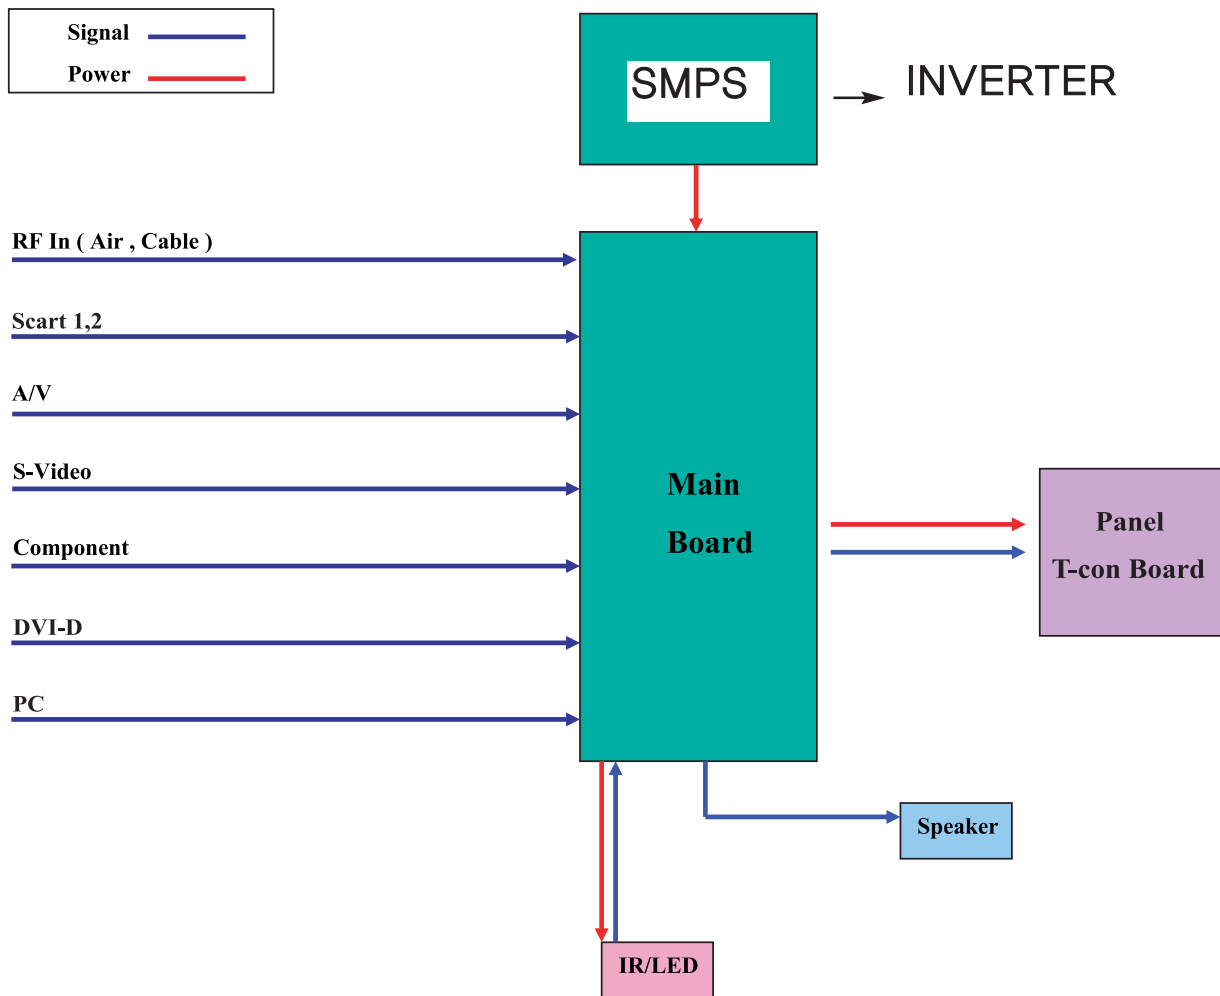 Signal
Power
SMPS
INVERTER
RF In ( Air , Cable )
Scart 1,2
A/V
S-Video
Component
DVI-D
PC
Main
Board
Panel
T-con Board
Speaker
IR/LED